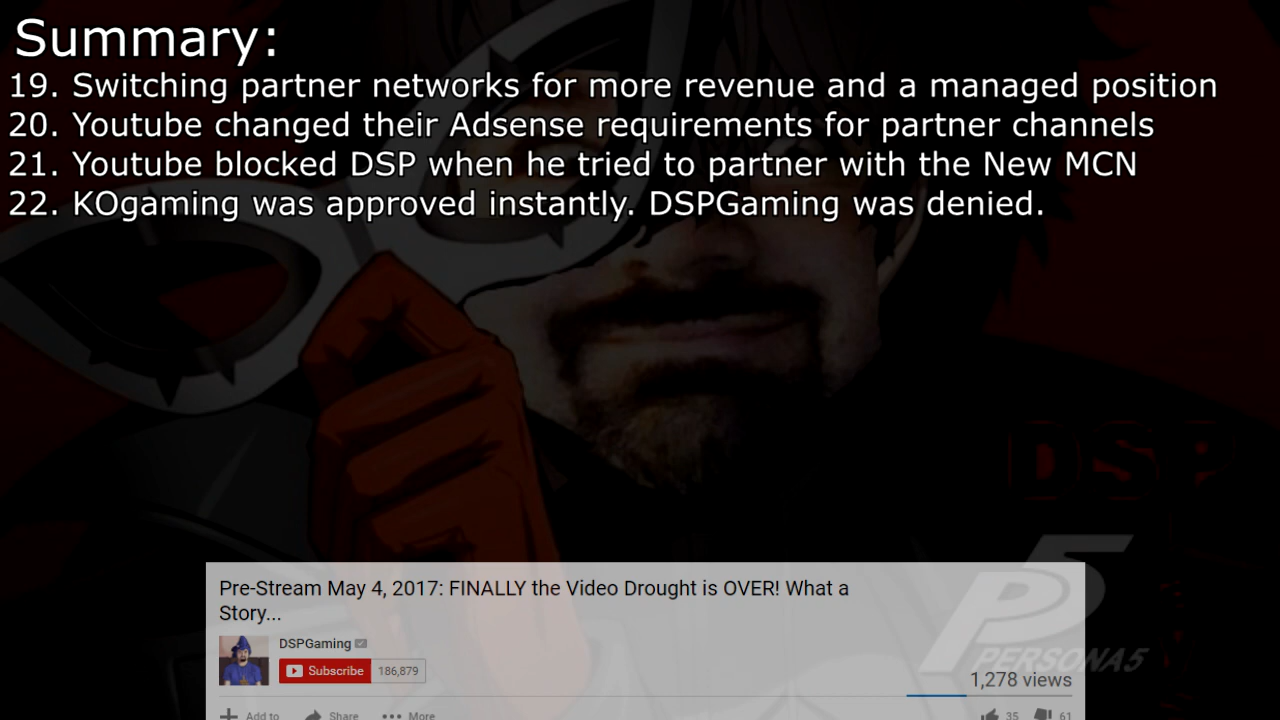 Summary:
19. Switching partner networks for more revenue and a managed position
20. Youtube changed their Adsense requirements for partner channels
21. Youtube blocked DSP when he tried to partner with the New MCN
22. KOgaming was approved instantly. DSPGaming was denied.
DSP
Pre-Stream May 4, 2017: FINALLY the Video Drought is OVER! What a
Story...
DSPGaming
Subscribe 186,879
P5
PERSONA5
1,278 views
Add to Share More 35 61